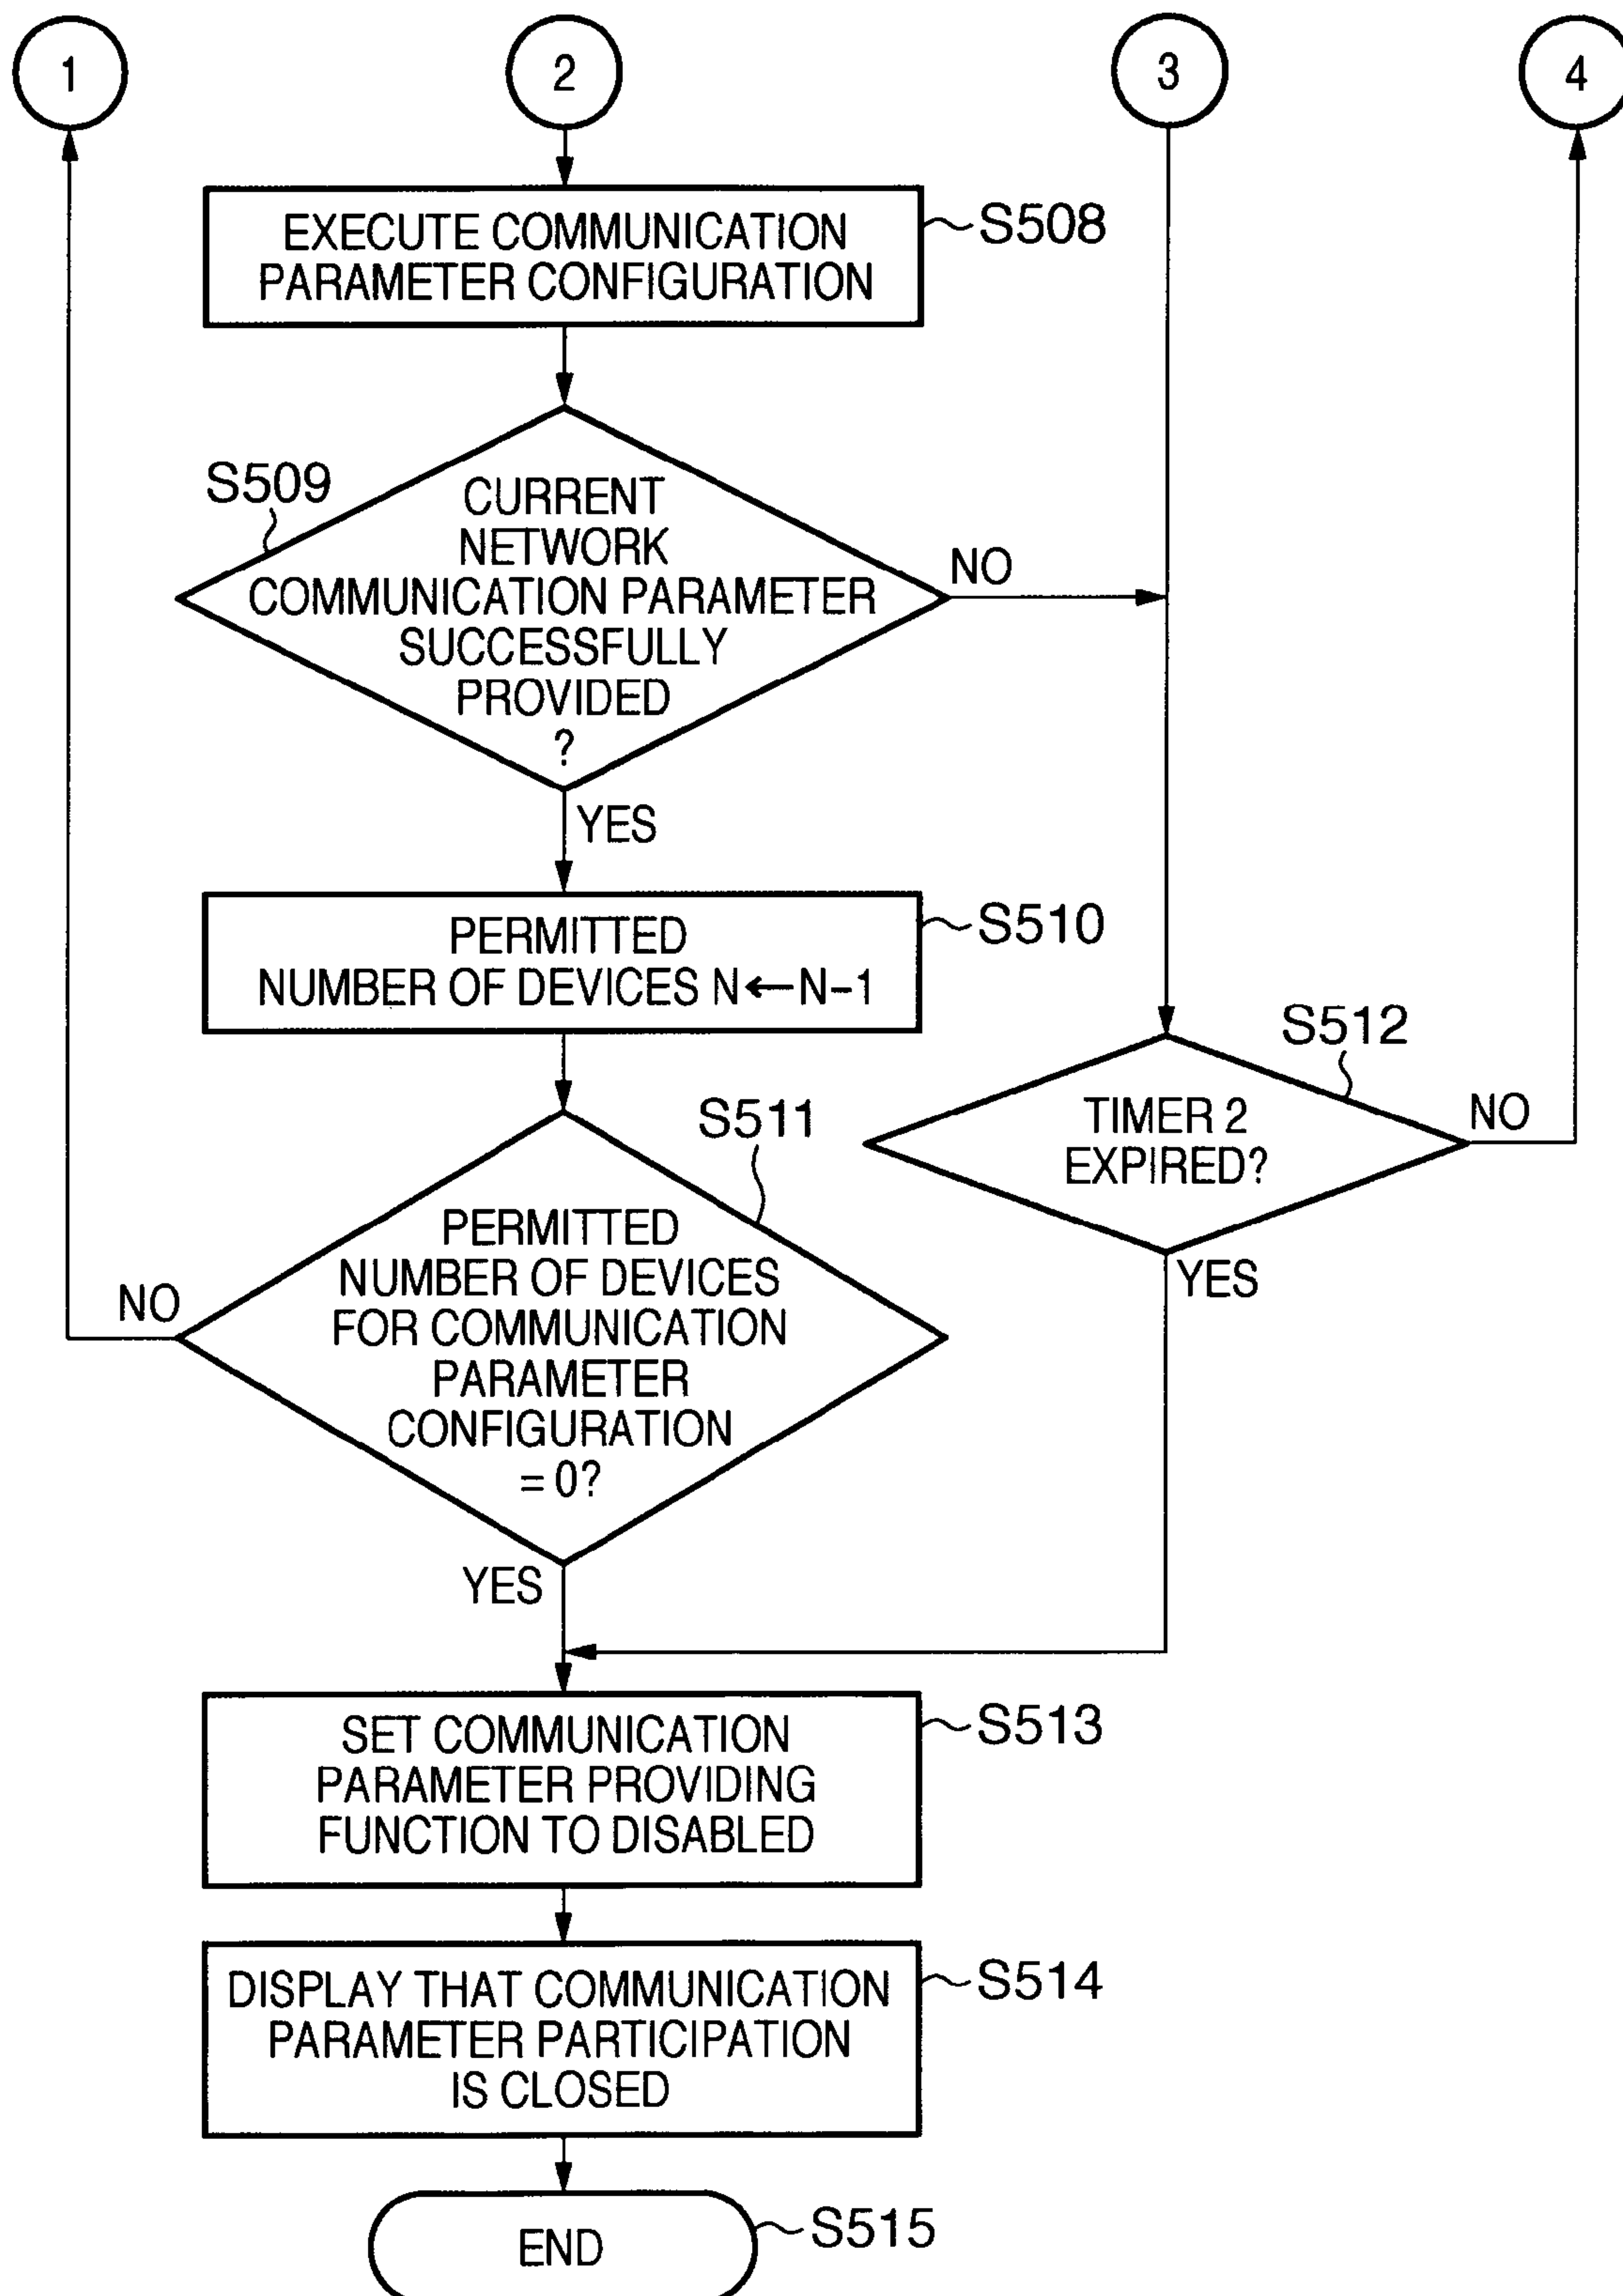 1
2
3
4
EXECUTE COMMUNICATION
PARAMETER CONFIGURATION
S508
S509
CURRENT
NETWORK
COMMUNICATION PARAMETER
SUCCESSFULLY
PROVIDED
?
NO
YES
PERMITTED
NUMBER OF DEVICES N←N-1
S510
S511
PERMITTED
NUMBER OF DEVICES
FOR COMMUNICATION
PARAMETER
CONFIGURATION
= 0?
NO
YES
S512
TIMER 2
EXPIRED?
NO
YES
SET COMMUNICATION
PARAMETER PROVIDING
FUNCTION TO DISABLED
S513
DISPLAY THAT COMMUNICATION
PARAMETER PARTICIPATION
IS CLOSED
S514
END
S515